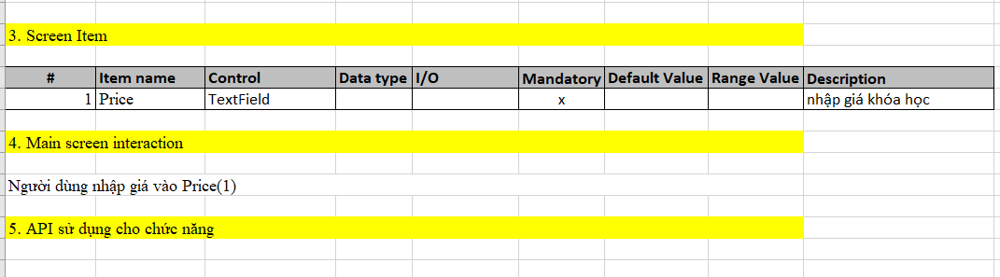 3. Screen Item
# Item name Control Data type I/O Mandatory Default Value Range Value Description
1 Price TextField x nhập giá khóa học
4. Main screen interaction
Người dùng nhập giá vào Price(1)
5. API sử dụng cho chức năng